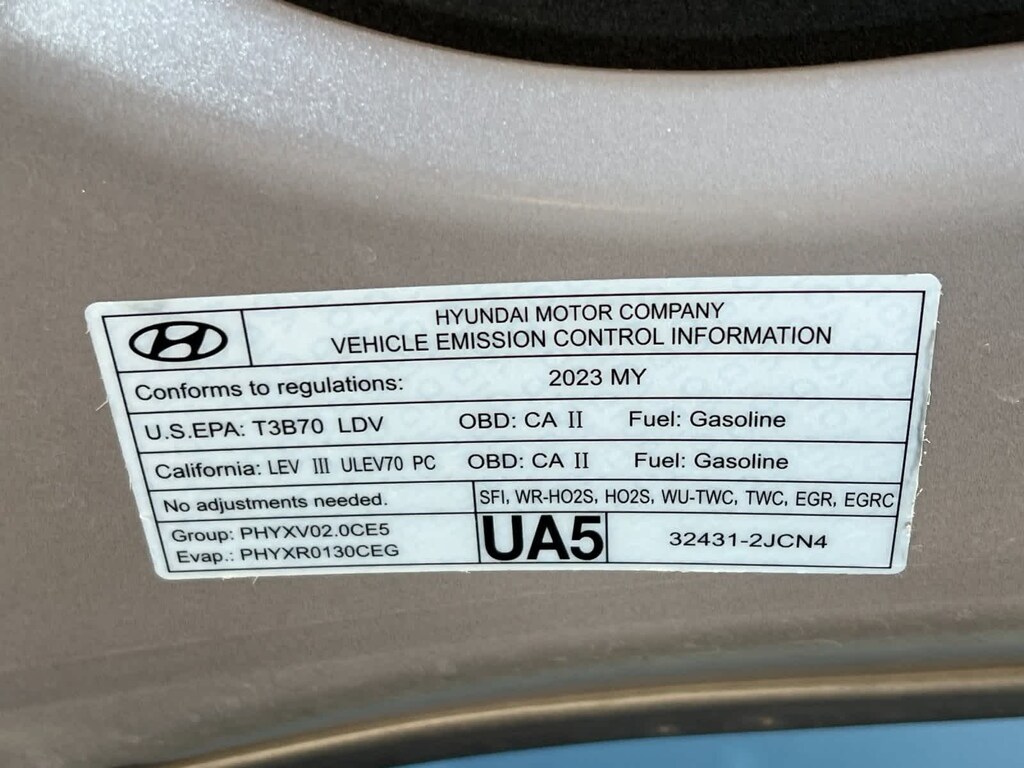 HYUNDAI MOTOR COMPANY
VEHICLE EMISSION CONTROL INFORMATION
Conforms to regulations: 2023 MY
U.S.EPA: T3B70 LDV OBD: CA II Fuel: Gasoline
California: LEV III ULEV70 PC OBD: CA II Fuel: Gasoline
No adjustments needed. SFI, WR-HO2S, HO2S, WU-TWC, TWC, EGR, EGRC
Group: PHYXV02.0CE5
Evap.: PHYXR0130CEG
UA5
32431-2JCN4